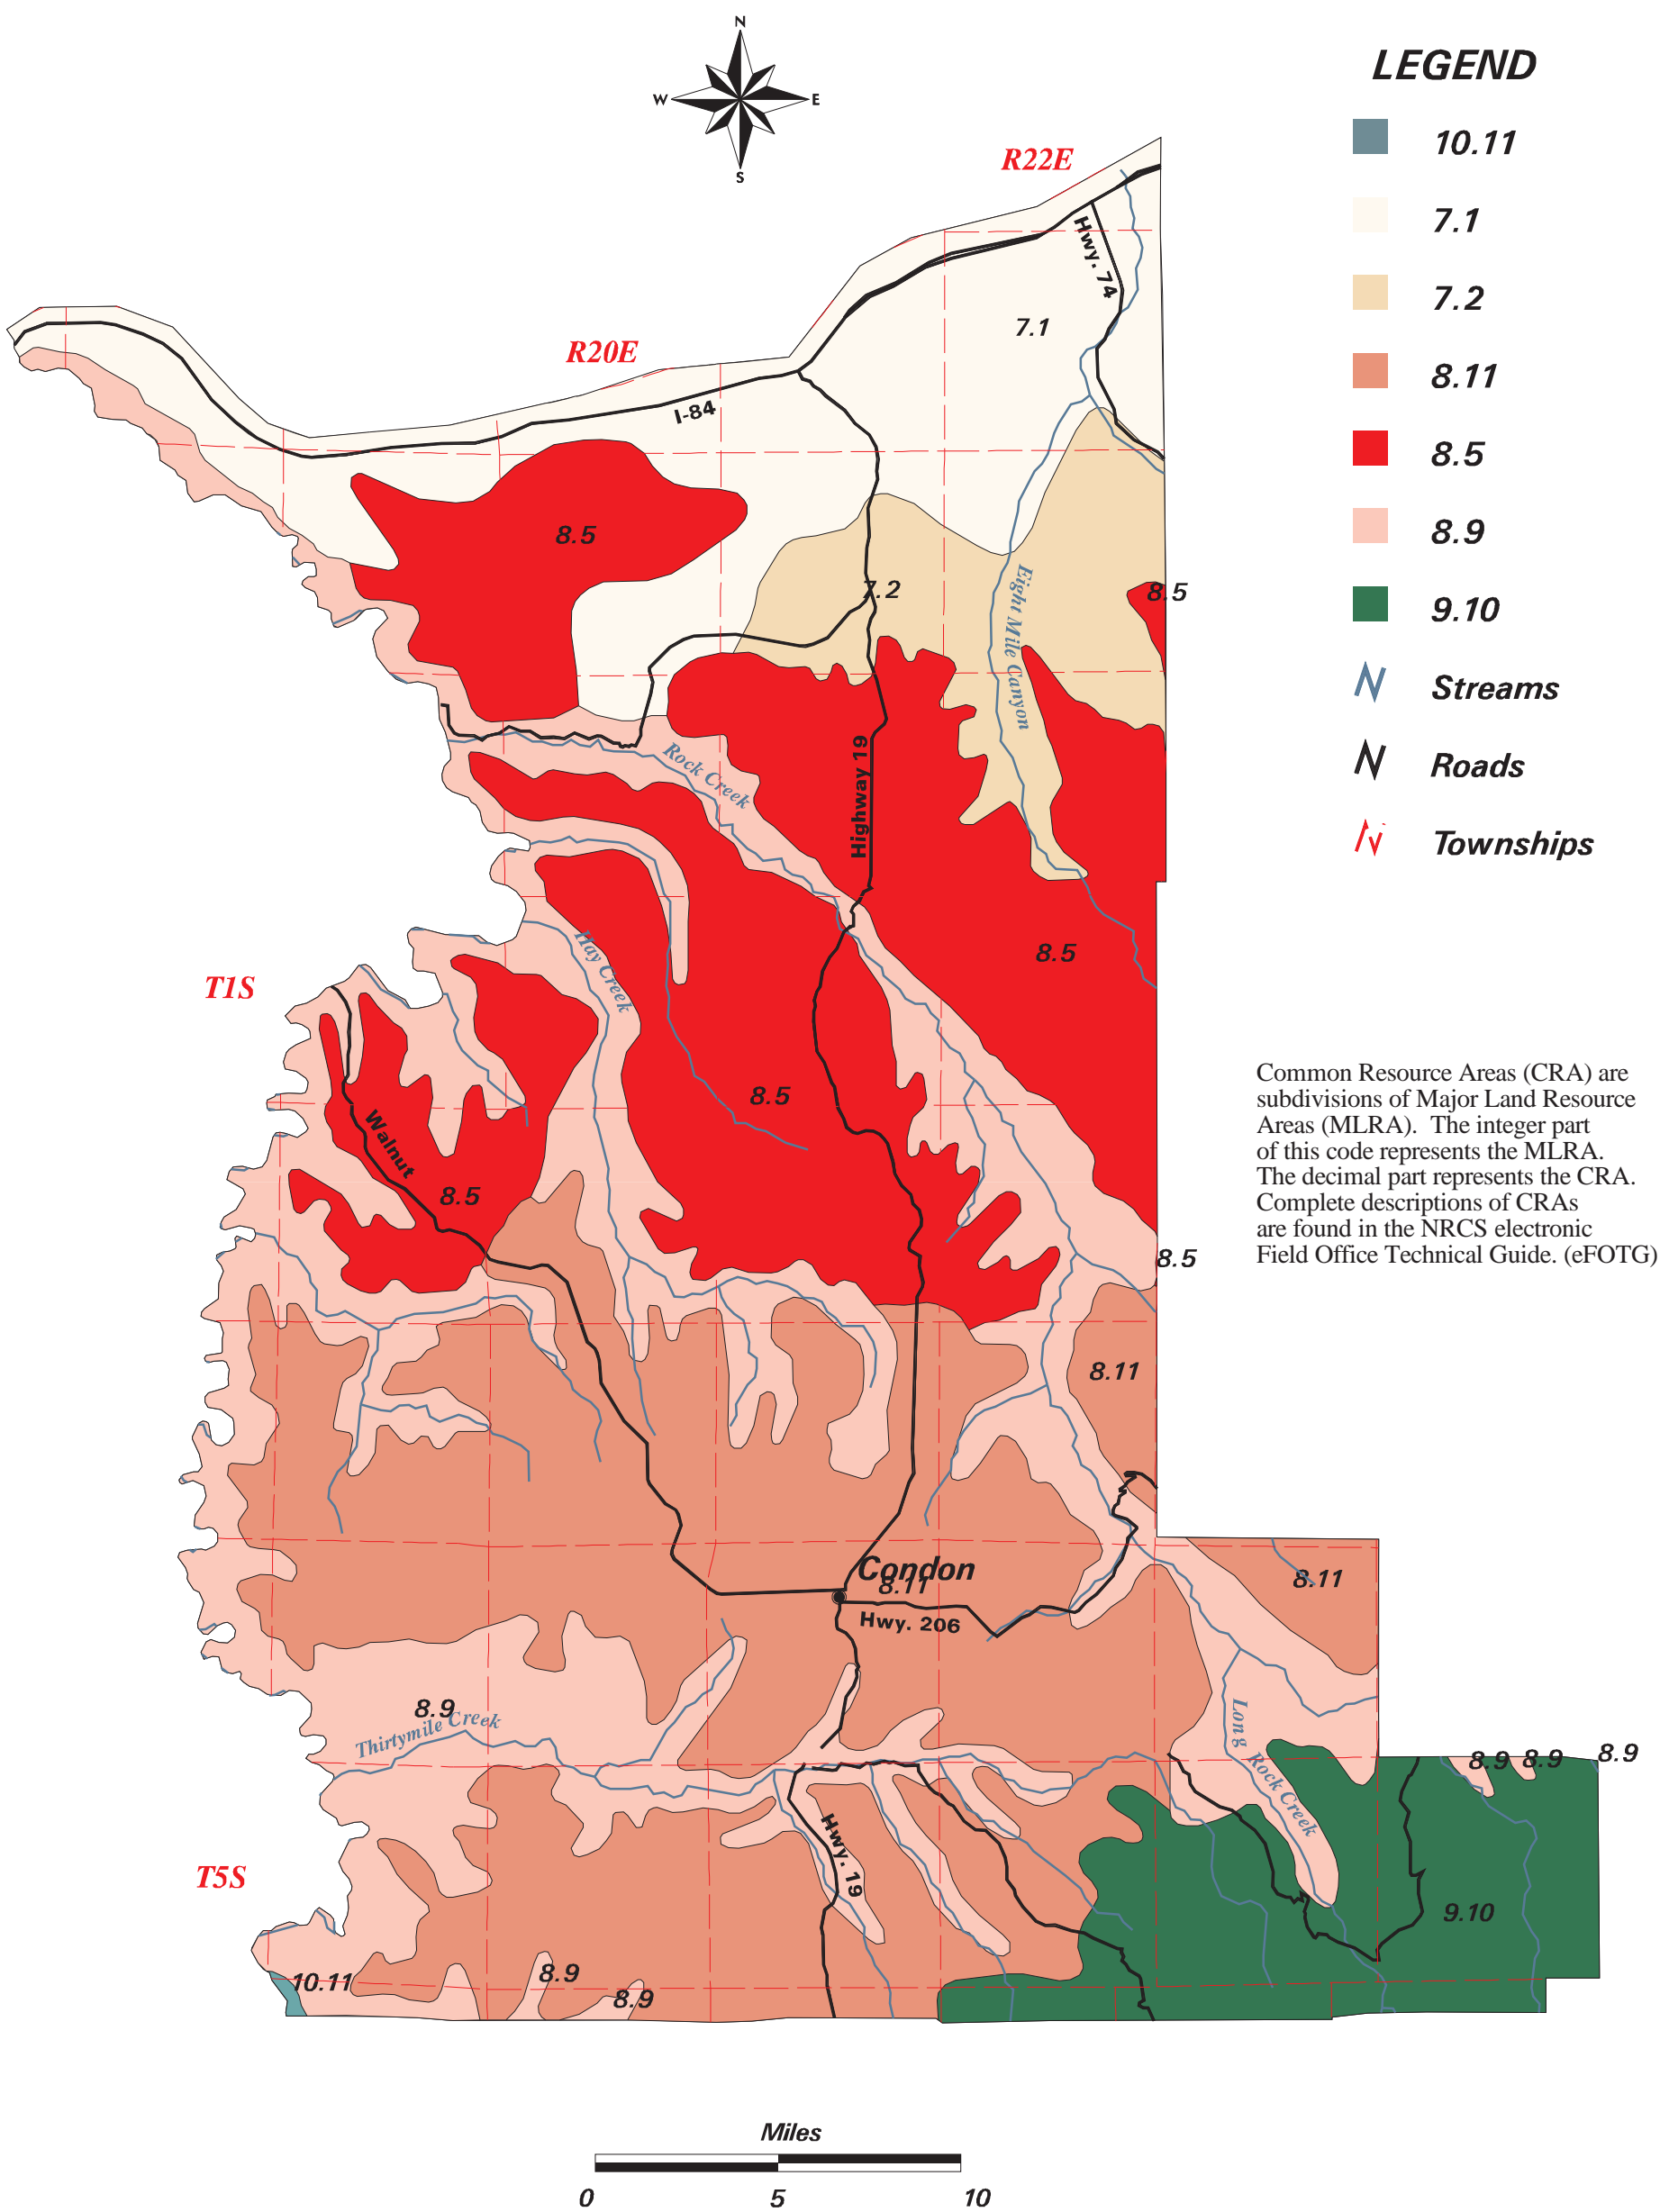 N
W
E
S
LEGEND
10.11
7.1
7.2
8.11
8.5
8.9
9.10
Streams
Roads
Townships
R22E
Hwy. 74
7.1
R20E
I-84
8.5
7.2
8.5
Eight Mile Canyon
Rock Creek
Highway 19
Hay Creek
8.5
T1S
Common Resource Areas (CRA) are
subdivisions of Major Land Resource
Areas (MLRA). The integer part
of this code represents the MLRA.
The decimal part represents the CRA.
Complete descriptions of CRAs
are found in the NRCS electronic
Field Office Technical Guide. (eFOTG)
8.5
Walnut
8.5
8.5
8.11
Condon
8.11
8.11
Hwy. 206
8.9
Thirtymile Creek
Long Rock Creek
8.9
8.9
8.9
Hwy. 19
T5S
9.10
10.11
8.9
8.9
Miles
0
5
10